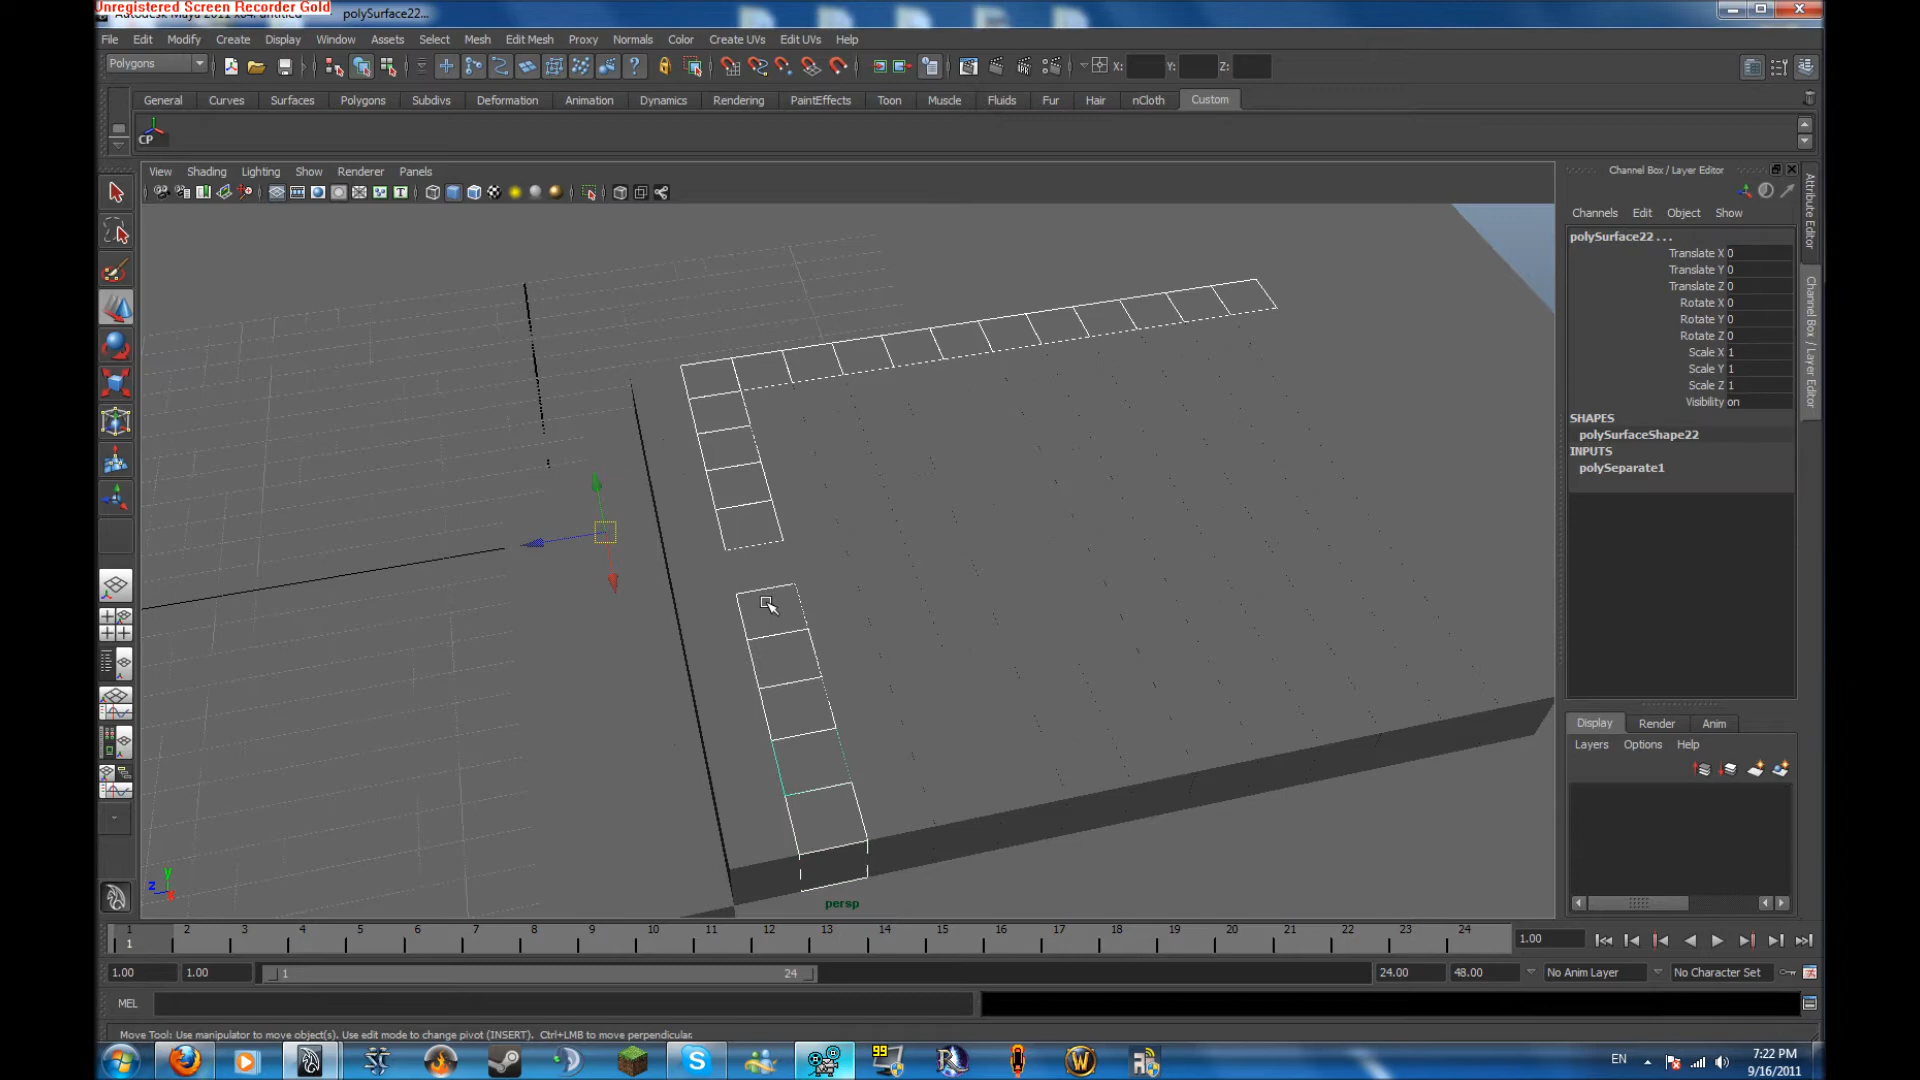 Unregistered Screen Recorder Gold
polySurface22...
File Edit Modify Create Display Window Assets Select Mesh Edit Mesh Proxy Normals Color Create UVs Edit UVs Help
Polygons X: Y: Z:
General Curves Surfaces Polygons Subdivs Deformation Animation Dynamics Rendering PaintEffects Toon Muscle Fluids Fur Hair nCloth Custom
CP
View Shading Lighting Show Renderer Panels
Channel Box / Layer Editor
Channels Edit Object Show
polySurface22 ...
Translate X 0
Translate Y 0
Translate Z 0
Rotate X 0
Rotate Y 0
Rotate Z 0
Scale X 1
Scale Y 1
Scale Z 1
Visibility on
SHAPES
polySurfaceShape22
INPUTS
polySeparate1
Attribute Editor
Channel Box / Layer Editor
Display Render Anim
Layers Options Help
y
z
x
persp
1 2 3 4 5 6 7 8 9 10 11 12 13 14 15 16 17 18 19 20 21 22 23 24
1
1.00
1.00 1.00 1 24 24.00 48.00 No Anim Layer No Character Set
MEL
Move Tool: Use manipulator to move object(s). Use edit mode to change pivot (INSERT). Ctrl+LMB to move perpendicular.
99
EN
7:22 PM
9/16/2011